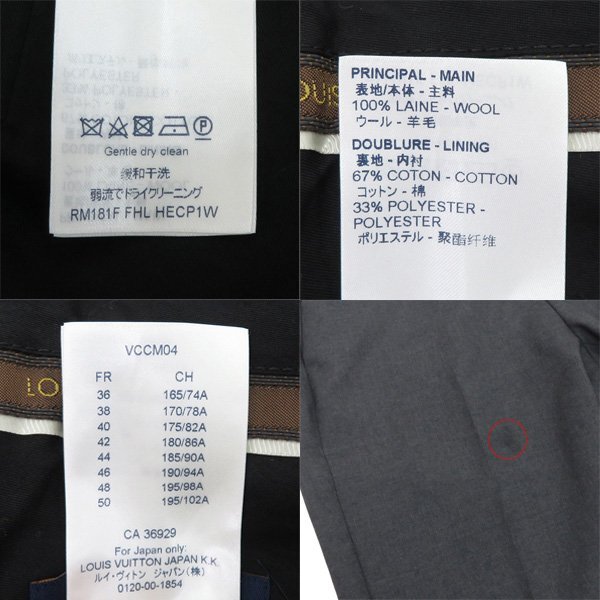 Gentle dry clean
缓和干洗
弱流でドライクリーニング
RM181F FHL HECP1W
LOUIS
PRINCIPAL - MAIN
表地/本体 - 主料
100% LAINE - WOOL
ウール - 羊毛
DOUBLURE - LINING
裏地 - 内衬
67% COTON - COTTON
コットン - 棉
33% POLYESTER -
POLYESTER
ポリエステル - 聚酯纤维
LOU
VCCM04
FR CH
36 165/74A
38 170/78A
40 175/82A
42 180/86A
44 185/90A
46 190/94A
48 195/98A
50 195/102A
CA 36929
For Japan only:
LOUIS VUITTON JAPAN K.K.
ルイ・ヴィトン ジャパン(株)
0120-00-1854